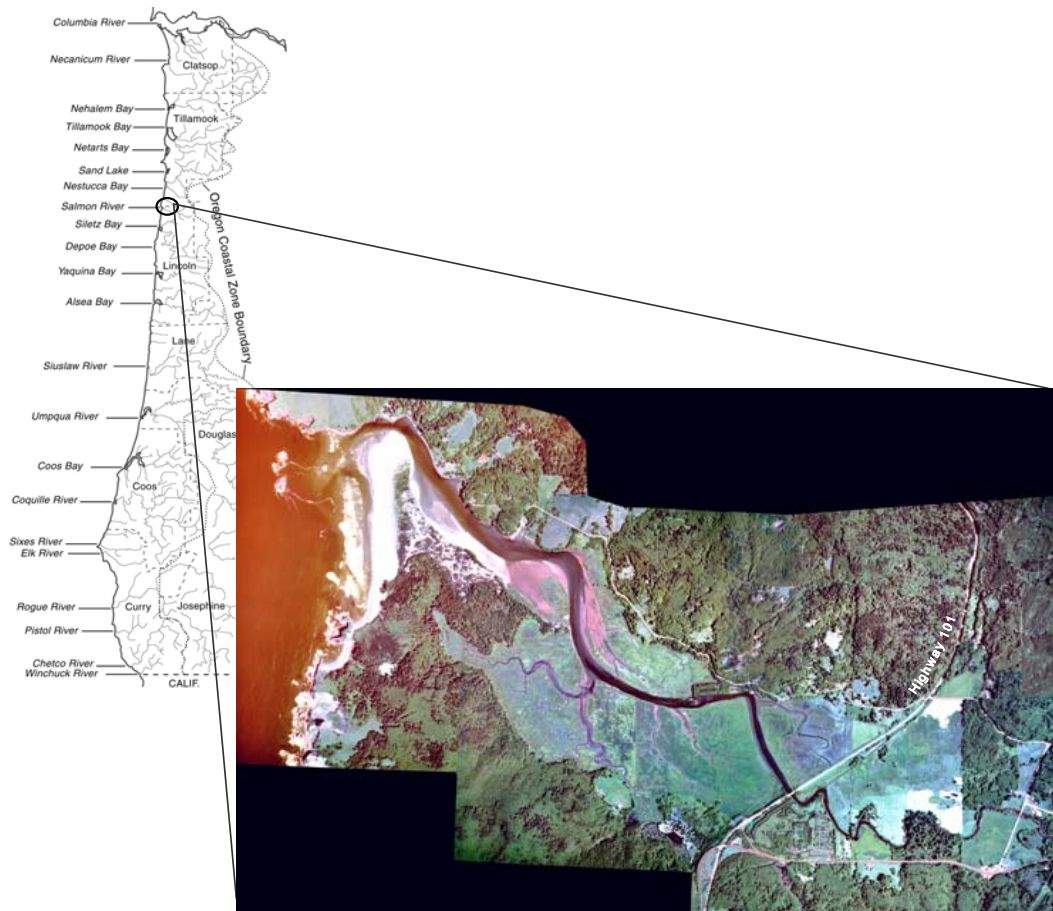 Columbia River
Necanicum River
Clatsop
Nehalem Bay
Tillamook
Tillamook Bay
Netarts Bay
Sand Lake
Nestucca Bay
Salmon River
Siletz Bay
Oregon Coastal Zone Boundary
Depoe Bay
Lincoln
Yaquina Bay
Alsea Bay
Lane
Siuslaw River
Umpqua River
Douglas
Coos Bay
Coos
Coquille River
Sixes River
Elk River
Rogue River
Curry
Josephine
Pistol River
Chetco River
Winchuck River
CALIF.
Highway 101